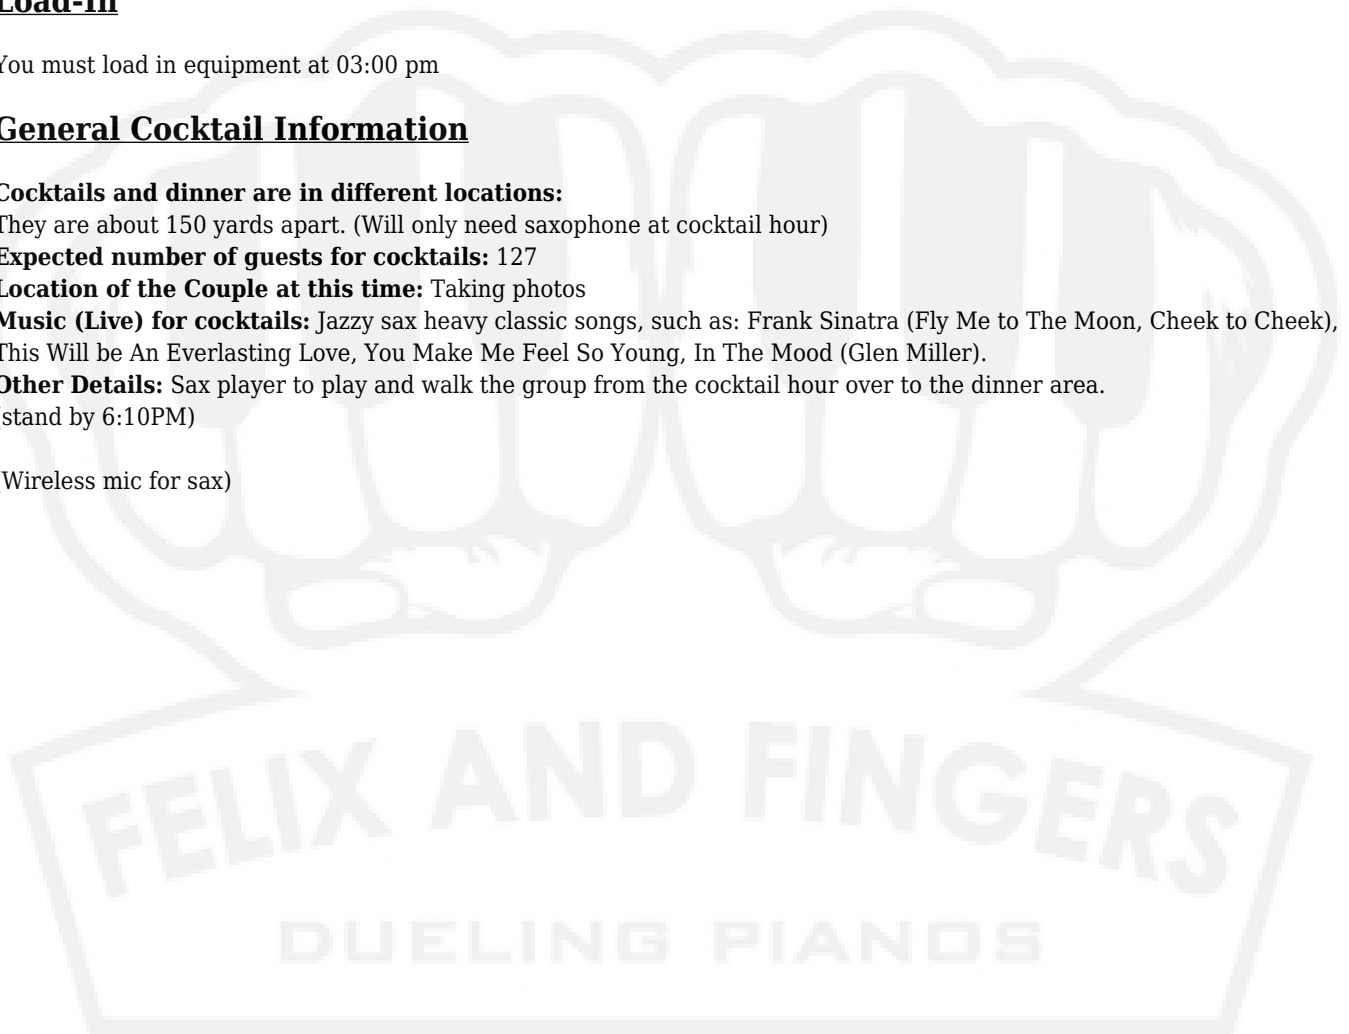 Load-In
You must load in equipment at 03:00 pm
General Cocktail Information
Cocktails and dinner are in different locations:
They are about 150 yards apart. (Will only need saxophone at cocktail hour)
Expected number of guests for cocktails: 127
Location of the Couple at this time: Taking photos
Music (Live) for cocktails: Jazzy sax heavy classic songs, such as: Frank Sinatra (Fly Me to The Moon, Cheek to Cheek),
This Will be An Everlasting Love, You Make Me Feel So Young, In The Mood (Glen Miller).
Other Details: Sax player to play and walk the group from the cocktail hour over to the dinner area.
(stand by 6:10PM)
(Wireless mic for sax)
FELIX AND FINGERS
DUELING PIANOS